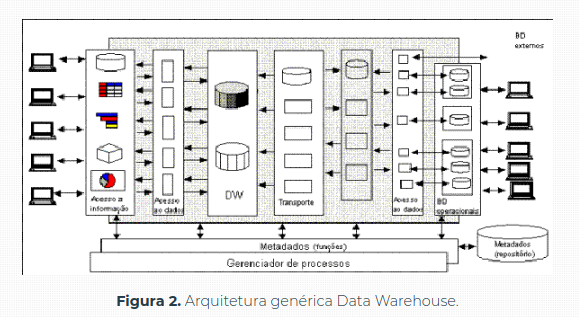 BD
externos
Acesso a
informação
Acesso
ao dados
DW
Transporte
Acesso
ao dados
BD
operacionais
Metadados (funções)
Gerenciador de processos
Metadados
(repositório)
Figura 2. Arquitetura genérica Data Warehouse.